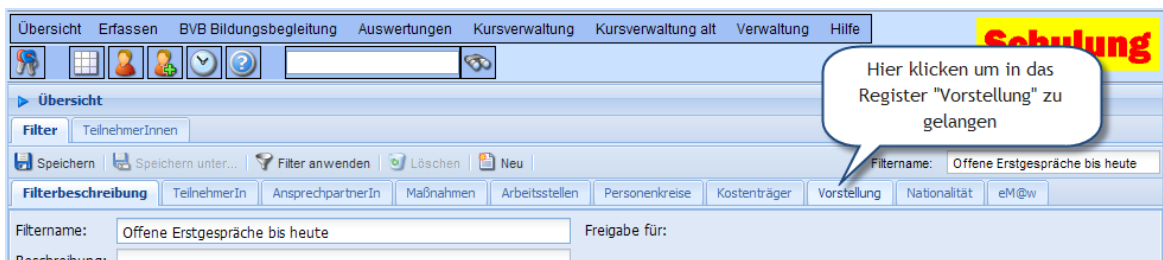 Übersicht Erfassen BVB Bildungsbegleitung Auswertungen Kursverwaltung Kursverwaltung alt Verwaltung Hilfe
Schulung
Hier klicken um in das
Register "Vorstellung" zu
gelangen
Übersicht
Filter TeilnehmerInnen
Speichern Speichern unter... Filter anwenden Löschen Neu Filtername: Offene Erstgespräche bis heute
Filterbeschreibung TeilnehmerIn AnsprechpartnerIn Maßnahmen Arbeitsstellen Personenkreise Kostenträger Vorstellung Nationalität eM@w
Filtername: Offene Erstgespräche bis heute Freigabe für:
Beschreibung: